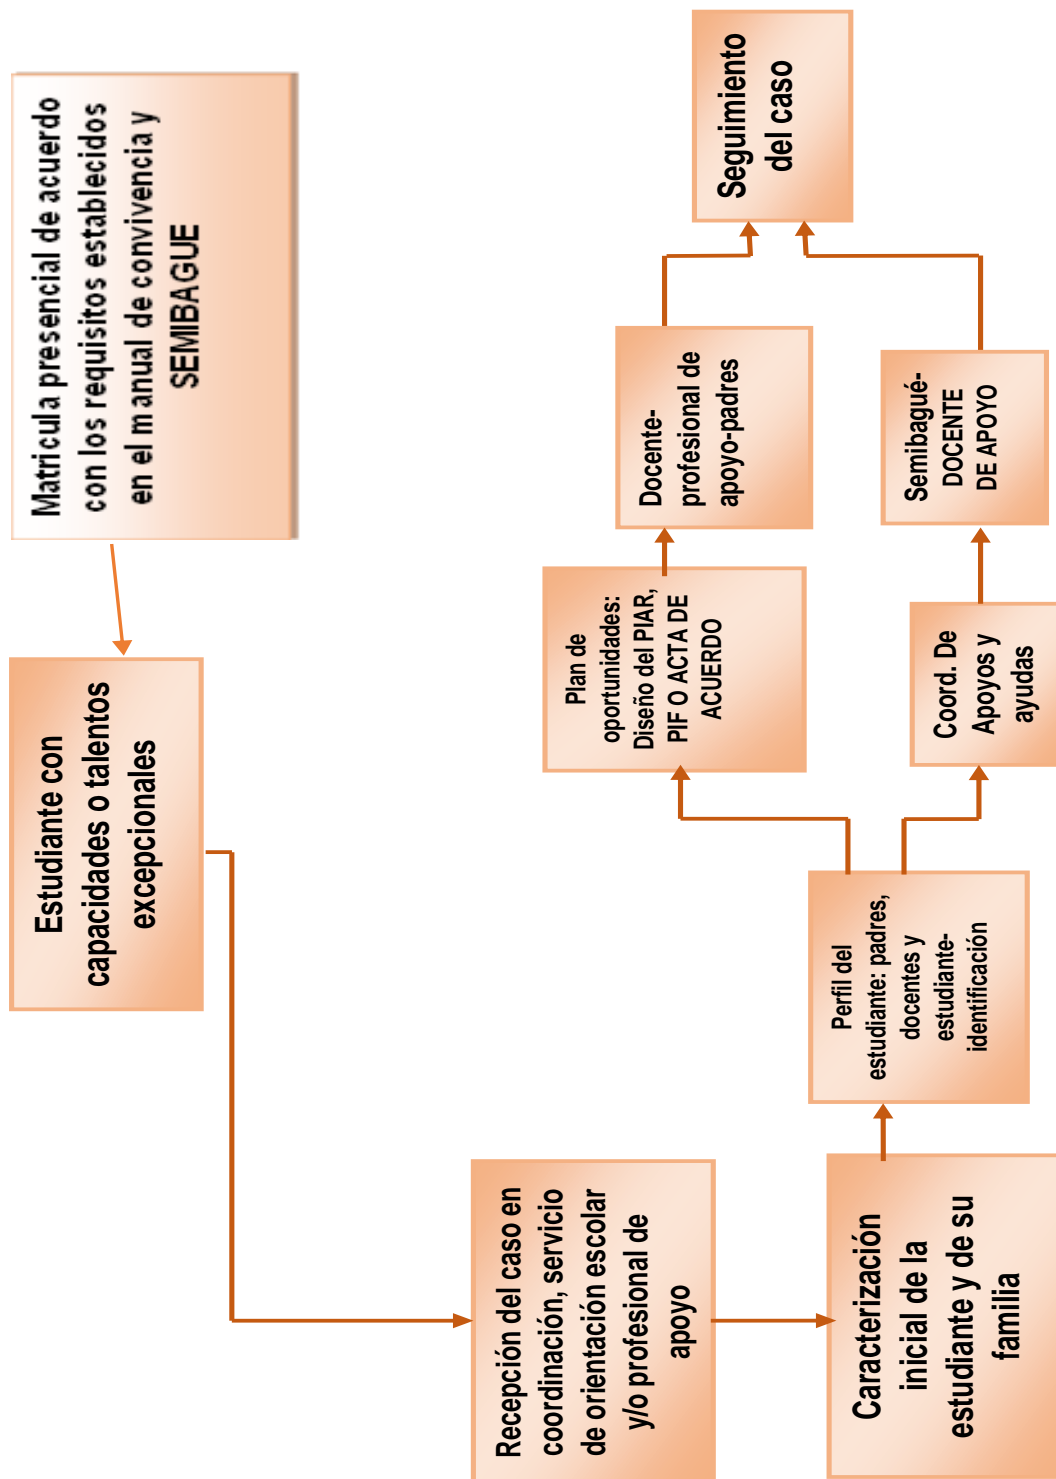 Matricula presencial de acuerdo
con los requisitos establecidos
en el manual de convivencia y
SEMIBAGUE
Estudiante con
capacidades o talentos
excepcionales
Recepción del caso en
coordinación, servicio
de orientación escolar
y/o profesional de
apoyo
Caracterización
inicial de la
estudiante y de su
familia
Perfil del
estudiante: padres,
docentes y
estudiante-
identificación
Plan de
oportunidades:
Diseño del PIAR,
PIF O ACTA DE
ACUERDO
Docente-
profesional de
apoyo-padres
Coord. De
Apoyos y
ayudas
Semibagué-
DOCENTE
DE APOYO
Seguimiento
del caso